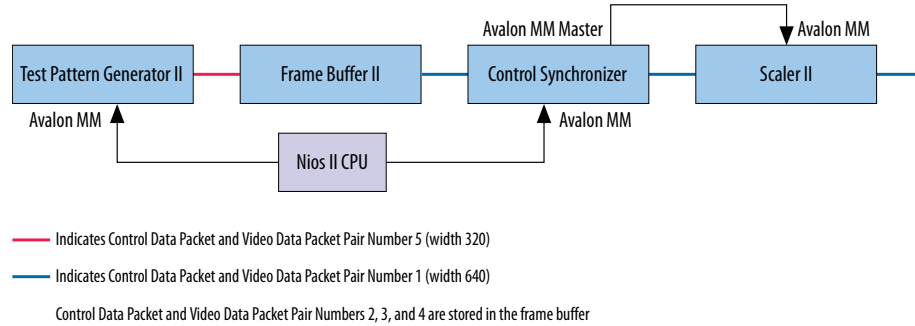 Avalon MM Master
Avalon MM
Test Pattern Generator II
Frame Buffer II
Control Synchronizer
Scaler II
Avalon MM
Avalon MM
Nios II CPU
Indicates Control Data Packet and Video Data Packet Pair Number 5 (width 320)
Indicates Control Data Packet and Video Data Packet Pair Number 1 (width 640)
Control Data Packet and Video Data Packet Pair Numbers 2, 3, and 4 are stored in the frame buffer